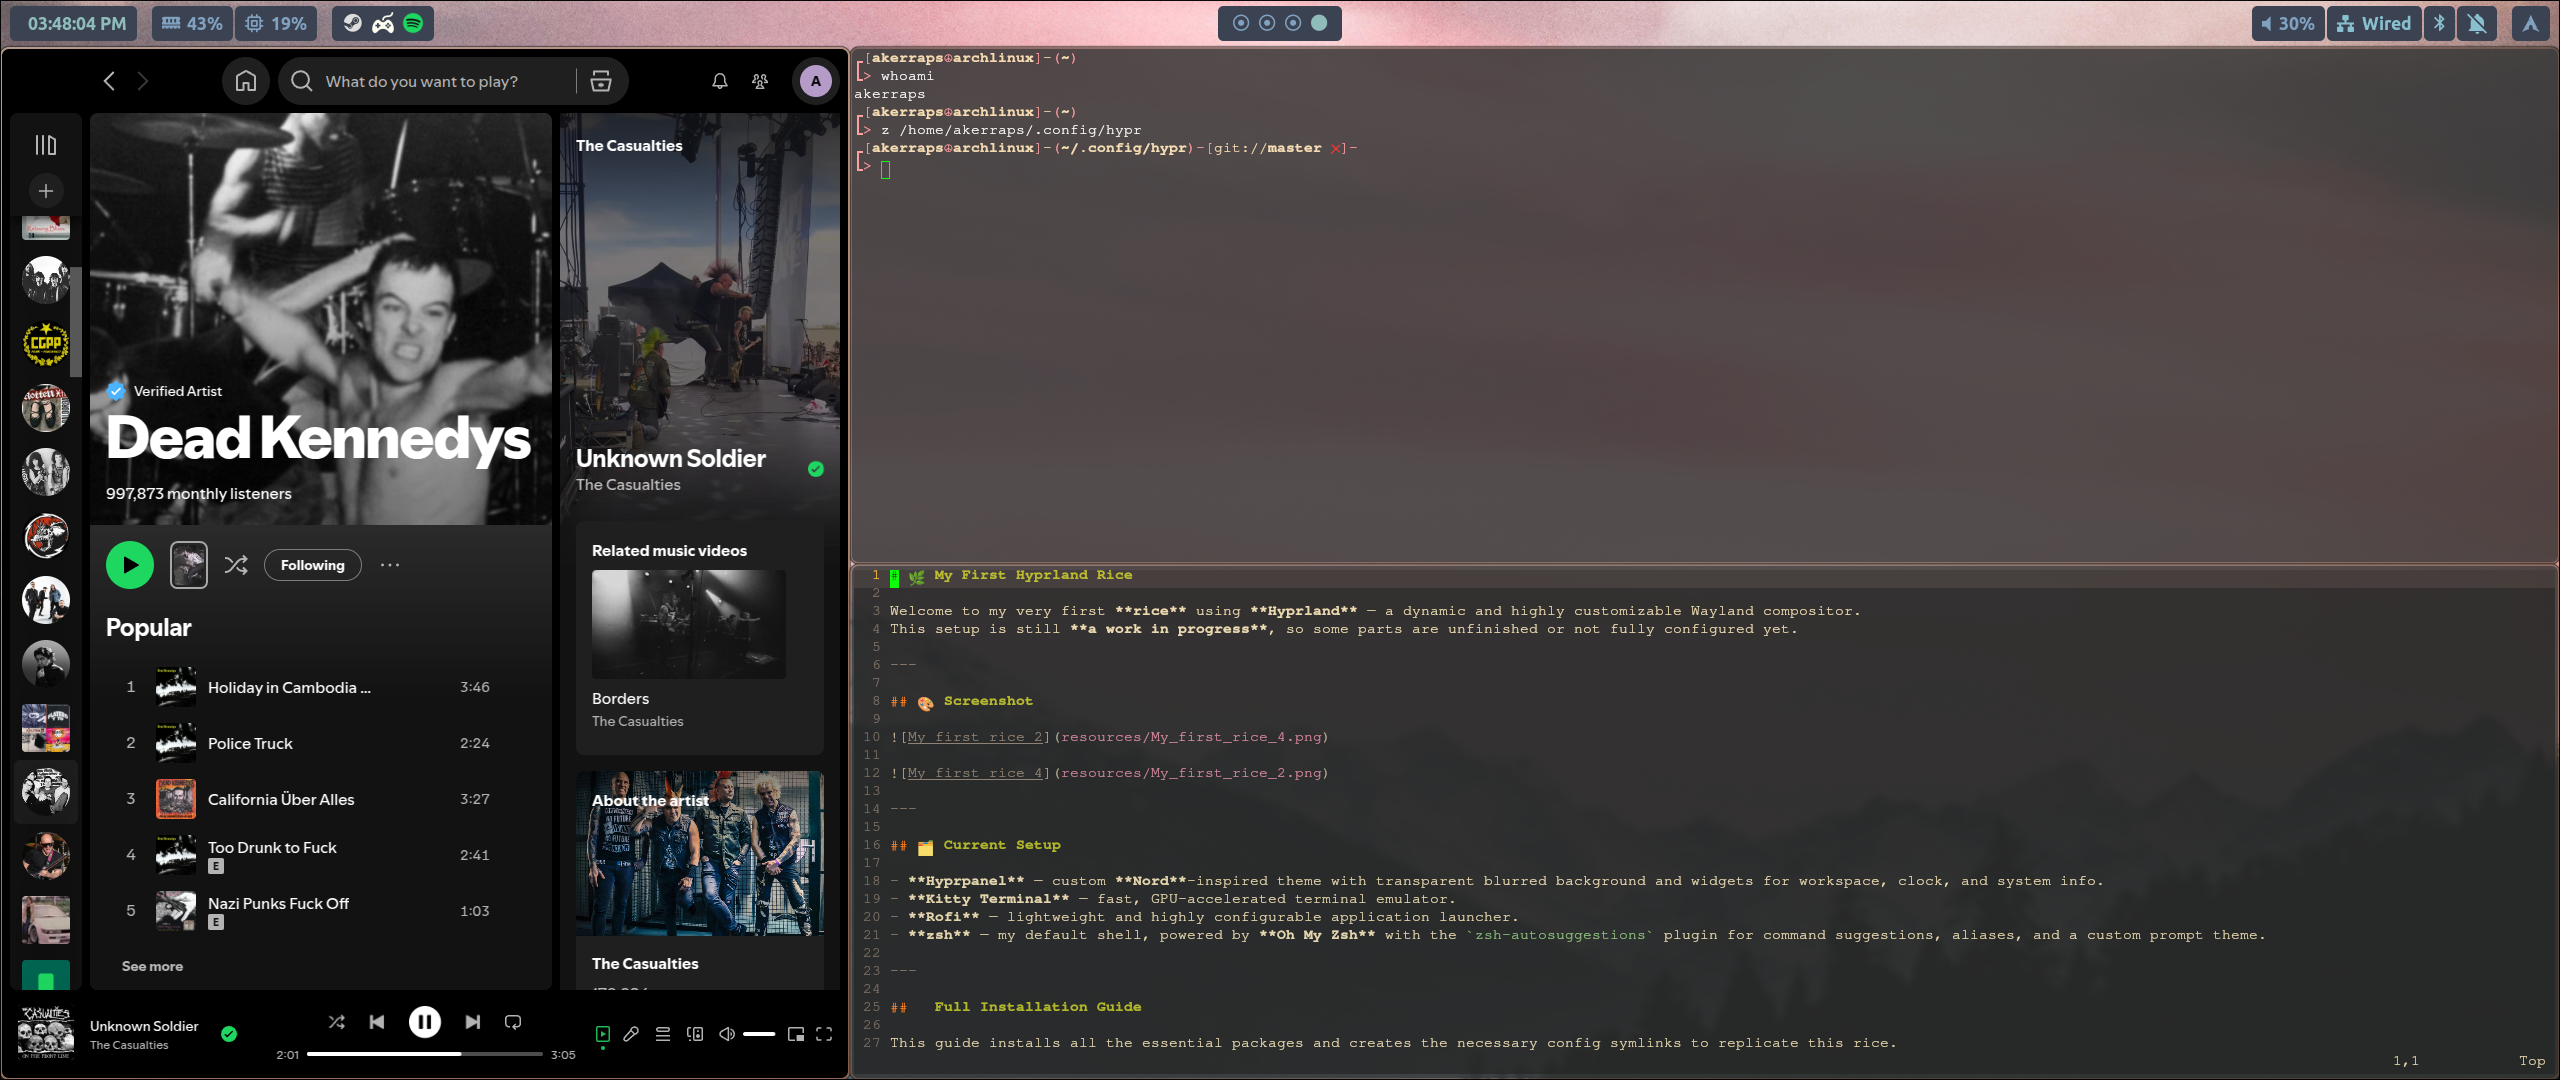 03:48:04 PM
43%
19%
30%
Wired
What do you want to play?
A
CGPP
Verified Artist
Dead Kennedys
997,873 monthly listeners
Following
Popular
1 Holiday in Cambodia ... 3:46
2 Police Truck 2:24
3 California Über Alles 3:27
4 Too Drunk to Fuck 2:41
E
5 Nazi Punks Fuck Off 1:03
E
See more
The Casualties
Unknown Soldier
The Casualties
Related music videos
Borders
The Casualties
About the artist
The Casualties
Unknown Soldier
The Casualties
2:01
3:05
[akerraps☮archlinux]-(~)
> whoami
akerraps
[akerraps☮archlinux]-(~)
> z /home/akerraps/.config/hypr
[akerraps☮archlinux]-(~/.config/hypr)-[git://master ✗]-
>
1 # 🌿 My First Hyprland Rice
2
3 Welcome to my very first **rice** using **Hyprland** — a dynamic and highly customizable Wayland compositor.
4 This setup is still **a work in progress**, so some parts are unfinished or not fully configured yet.
5
6 ---
7
8 ## 🎨 Screenshot
9
10 ![My first rice 2](resources/My_first_rice_4.png)
11
12 ![My first rice 4](resources/My_first_rice_2.png)
13
14 ---
15
16 ## 🗂️ Current Setup
17
18 - **Hyprpanel** — custom **Nord**-inspired theme with transparent blurred background and widgets for workspace, clock, and system info.
19 - **Kitty Terminal** — fast, GPU-accelerated terminal emulator.
20 - **Rofi** — lightweight and highly configurable application launcher.
21 - **zsh** — my default shell, powered by **Oh My Zsh** with the `zsh-autosuggestions` plugin for command suggestions, aliases, and a custom prompt theme.
22
23 ---
24
25 ## Full Installation Guide
26
27 This guide installs all the essential packages and creates the necessary config symlinks to replicate this rice.
1,1 Top